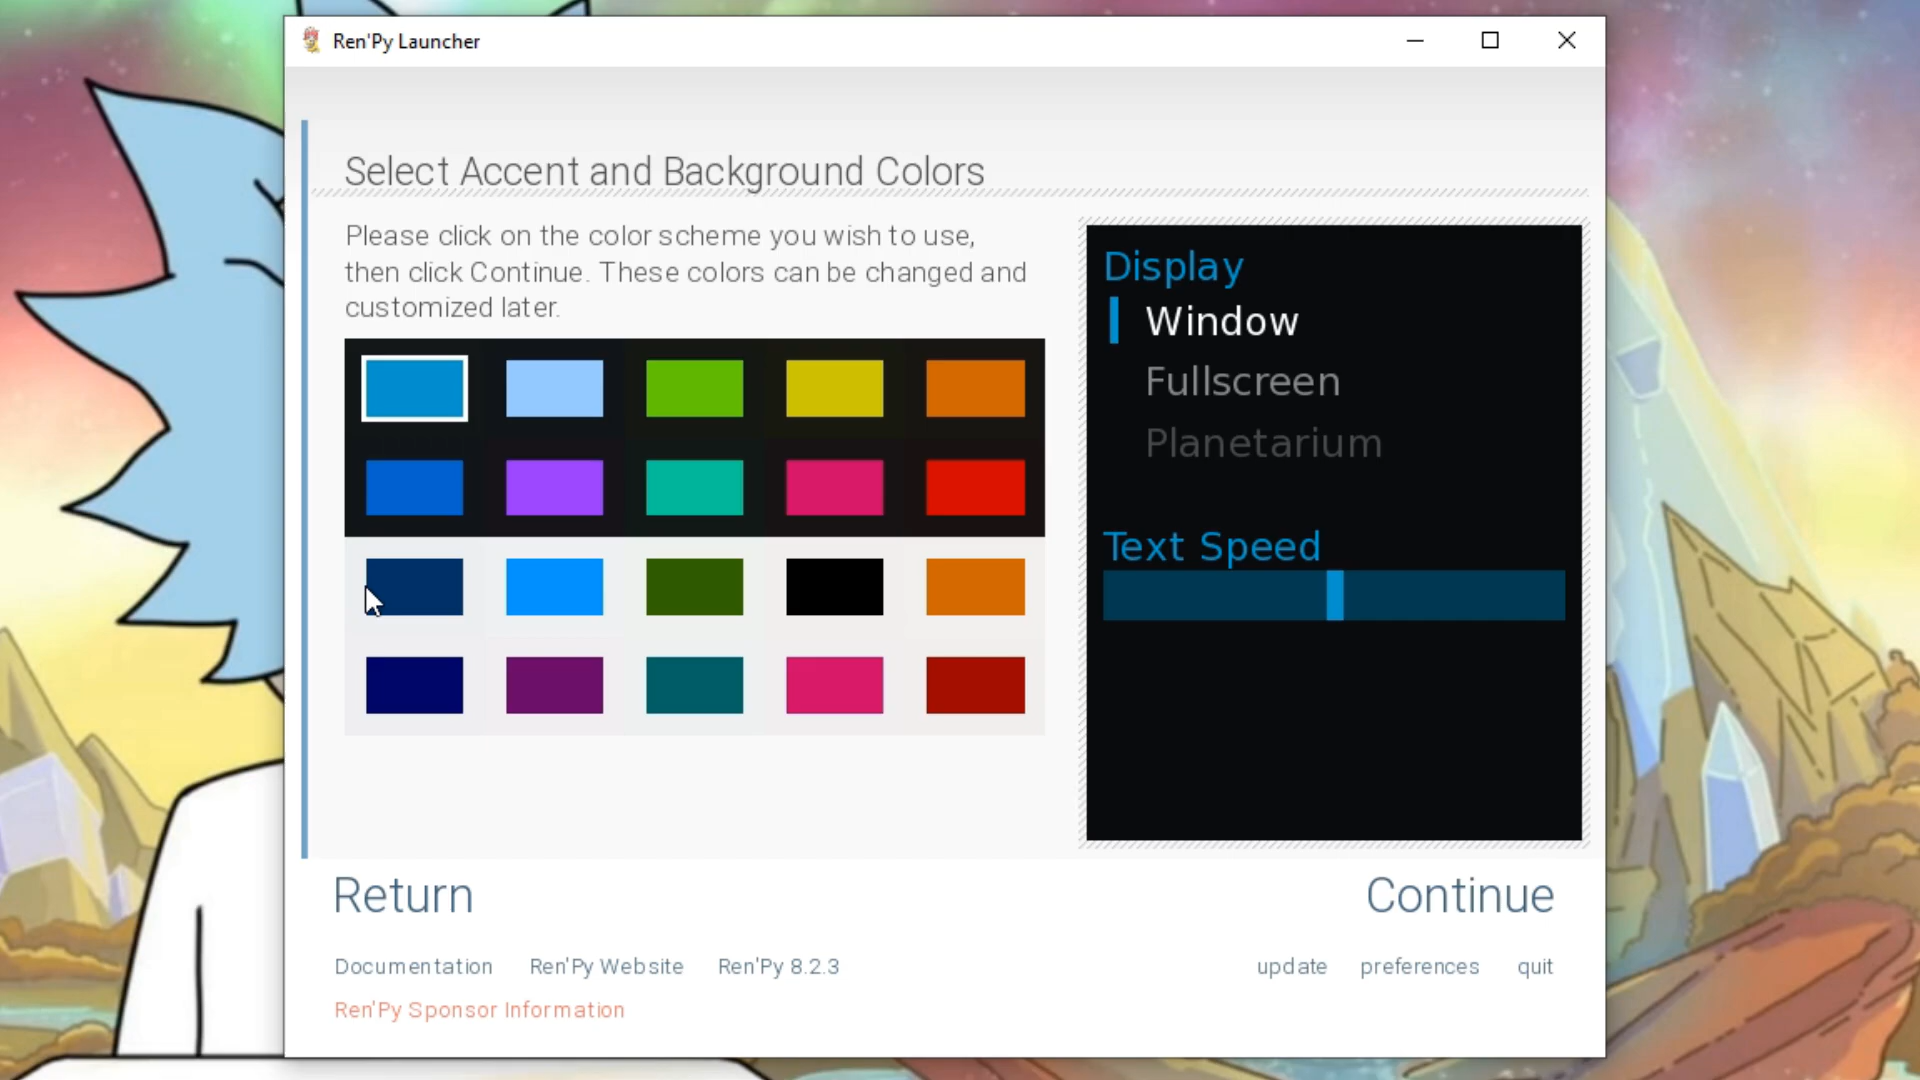 Ren'Py Launcher
Select Accent and Background Colors
Please click on the color scheme you wish to use,
then click Continue. These colors can be changed and
customized later.
Display
Window
Fullscreen
Planetarium
Text Speed
Return
Continue
Documentation
Ren'Py Website
Ren'Py 8.2.3
update
preferences
quit
Ren'Py Sponsor Information